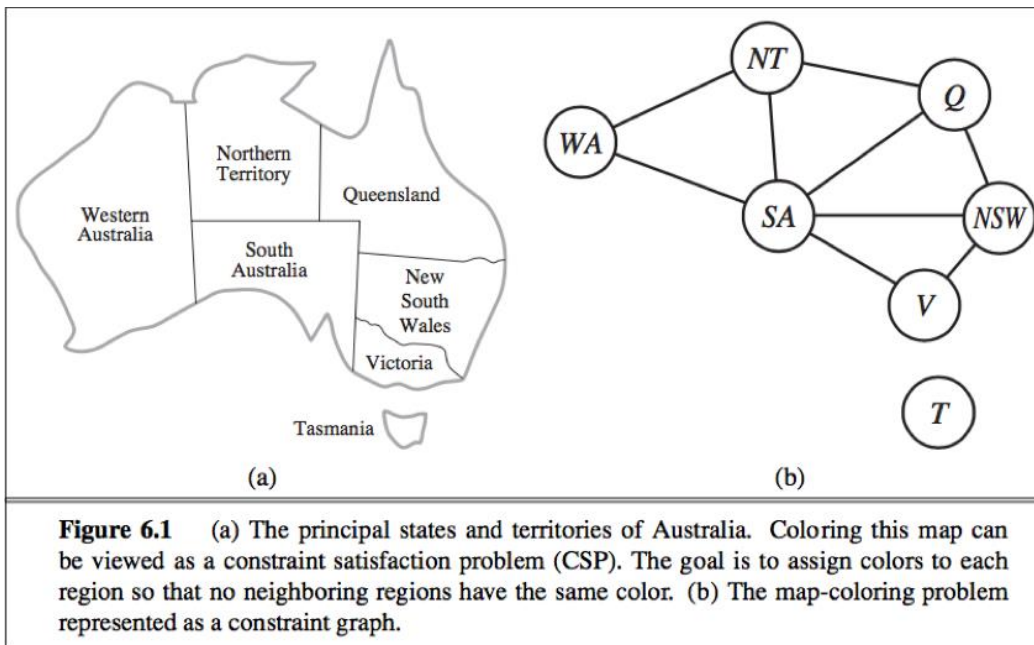 Northern
Territory
Western
Australia
Queensland
South
Australia
New
South
Wales
Victoria
Tasmania
(a)
NT
Q
WA
SA
NSW
V
T
(b)
Figure 6.1 (a) The principal states and territories of Australia. Coloring this map can
be viewed as a constraint satisfaction problem (CSP). The goal is to assign colors to each
region so that no neighboring regions have the same color. (b) The map-coloring problem
represented as a constraint graph.